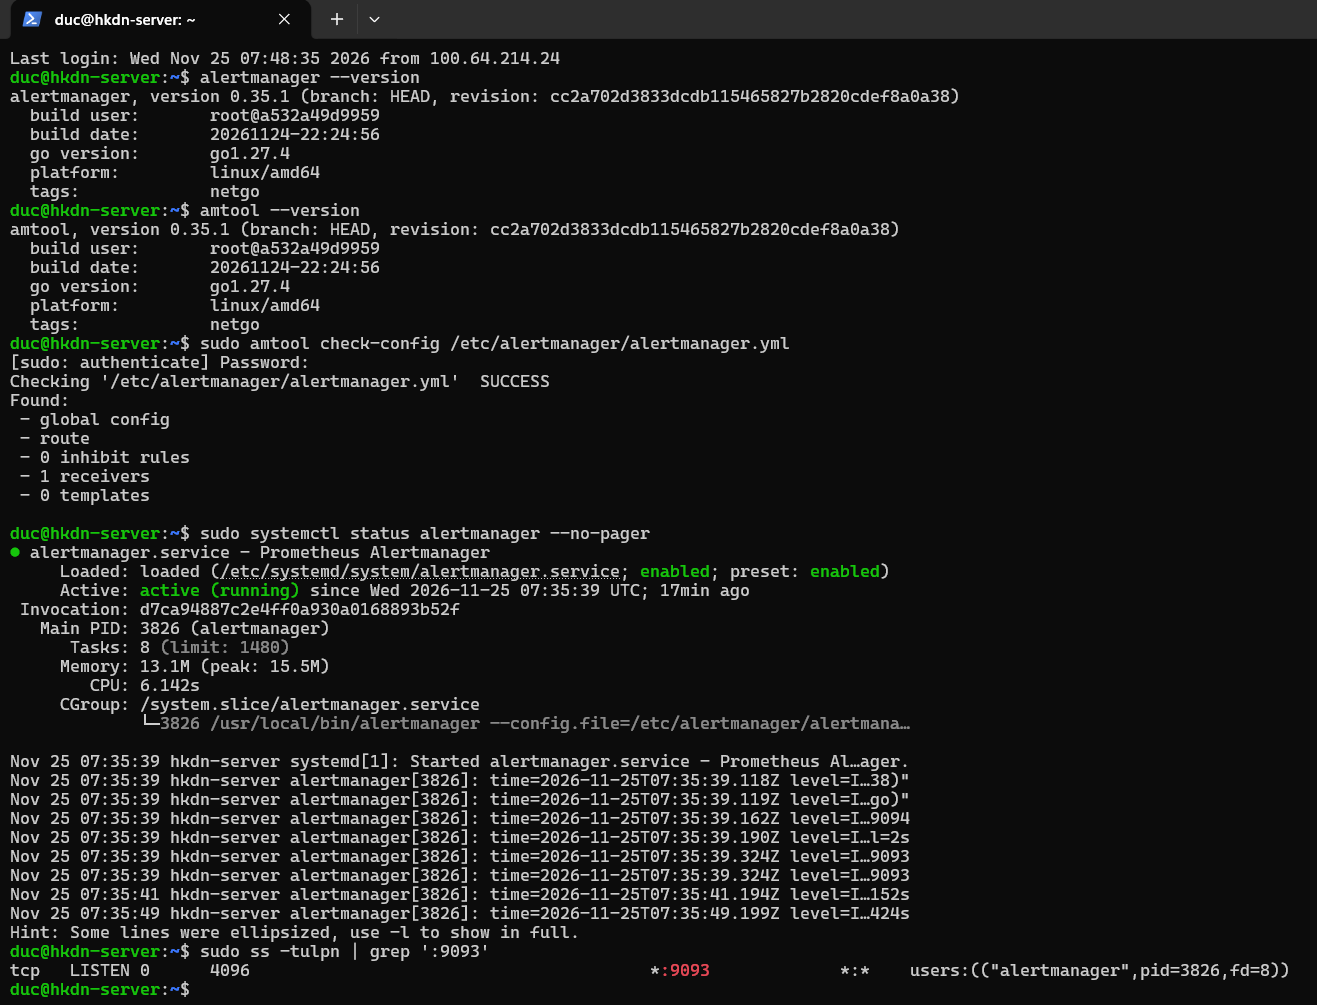 duc@hkdn-server: ~
Last login: Wed Nov 25 07:48:35 2026 from 100.64.214.24
duc@hkdn-server:~$ alertmanager --version
alertmanager, version 0.35.1 (branch: HEAD, revision: cc2a702d3833dcdb115465827b2820cdef8a0a38)
  build user:       root@a532a49d9959
  build date:       20261124-22:24:56
  go version:       go1.27.4
  platform:         linux/amd64
  tags:             netgo
duc@hkdn-server:~$ amtool --version
amtool, version 0.35.1 (branch: HEAD, revision: cc2a702d3833dcdb115465827b2820cdef8a0a38)
  build user:       root@a532a49d9959
  build date:       20261124-22:24:56
  go version:       go1.27.4
  platform:         linux/amd64
  tags:             netgo
duc@hkdn-server:~$ sudo amtool check-config /etc/alertmanager/alertmanager.yml
[sudo: authenticate] Password:
Checking '/etc/alertmanager/alertmanager.yml'  SUCCESS
Found:
 - global config
 - route
 - 0 inhibit rules
 - 1 receivers
 - 0 templates
duc@hkdn-server:~$ sudo systemctl status alertmanager --no-pager
● alertmanager.service - Prometheus Alertmanager
     Loaded: loaded (/etc/systemd/system/alertmanager.service; enabled; preset: enabled)
     Active: active (running) since Wed 2026-11-25 07:35:39 UTC; 17min ago
 Invocation: d7ca94887c2e4ff0a930a0168893b52f
   Main PID: 3826 (alertmanager)
      Tasks: 8 (limit: 1480)
     Memory: 13.1M (peak: 15.5M)
        CPU: 6.142s
     CGroup: /system.slice/alertmanager.service
             └─3826 /usr/local/bin/alertmanager --config.file=/etc/alertmanager/alertmana…
Nov 25 07:35:39 hkdn-server systemd[1]: Started alertmanager.service - Prometheus Al…ager.
Nov 25 07:35:39 hkdn-server alertmanager[3826]: time=2026-11-25T07:35:39.118Z level=I…38)"
Nov 25 07:35:39 hkdn-server alertmanager[3826]: time=2026-11-25T07:35:39.119Z level=I…go)"
Nov 25 07:35:39 hkdn-server alertmanager[3826]: time=2026-11-25T07:35:39.162Z level=I…9094
Nov 25 07:35:39 hkdn-server alertmanager[3826]: time=2026-11-25T07:35:39.190Z level=I…l=2s
Nov 25 07:35:39 hkdn-server alertmanager[3826]: time=2026-11-25T07:35:39.324Z level=I…9093
Nov 25 07:35:39 hkdn-server alertmanager[3826]: time=2026-11-25T07:35:39.324Z level=I…9093
Nov 25 07:35:41 hkdn-server alertmanager[3826]: time=2026-11-25T07:35:41.194Z level=I…152s
Nov 25 07:35:49 hkdn-server alertmanager[3826]: time=2026-11-25T07:35:49.199Z level=I…424s
Hint: Some lines were ellipsized, use -l to show in full.
duc@hkdn-server:~$ sudo ss -tulpn | grep ':9093'
tcp   LISTEN 0      4096                                        *:9093             *:*    users:(("alertmanager",pid=3826,fd=8))
duc@hkdn-server:~$